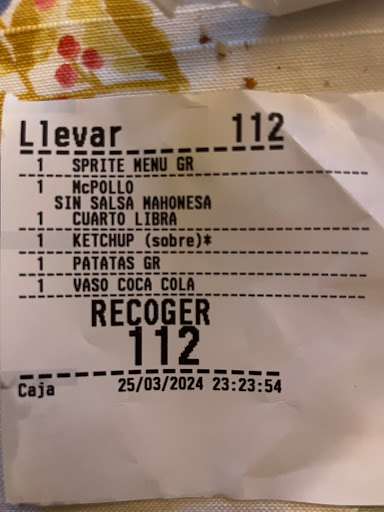 Llevar 112
1 SPRITE MENU GR
1 McPOLLO
SIN SALSA MAHONESA
1 CUARTO LIBRA
1 KETCHUP (sobre)*
1 PATATAS GR
1 VASO COCA COLA
RECOGER
112
Caja 25/03/2024 23:23:54